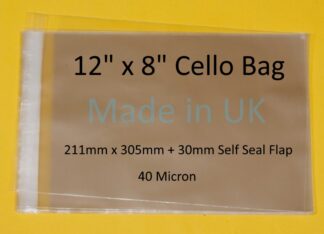 12" x 8" Cello Bag
Made in UK
211mm x 305mm + 30mm Self Seal Flap
40 Micron